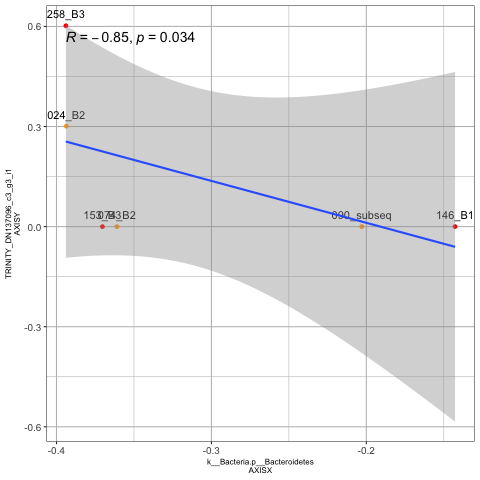 258_B3
R = −0.85, p = 0.034
024_B2
090_subseq
146_B1
0.6
0.3
0.0
-0.3
-0.6
-0.4
-0.3
-0.2
TRINITY_DN137096_c3_g3_i1
AXISY
k__Bacteria.p__Bacteroidetes
AXISX